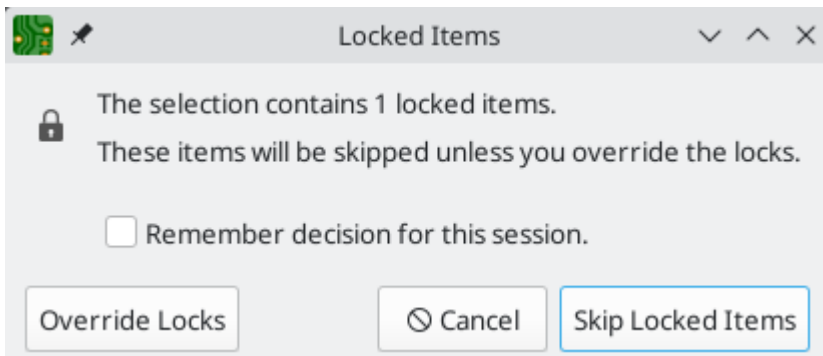 Locked Items
The selection contains 1 locked items.
These items will be skipped unless you override the locks.
Remember decision for this session.
Override Locks
Cancel
Skip Locked Items